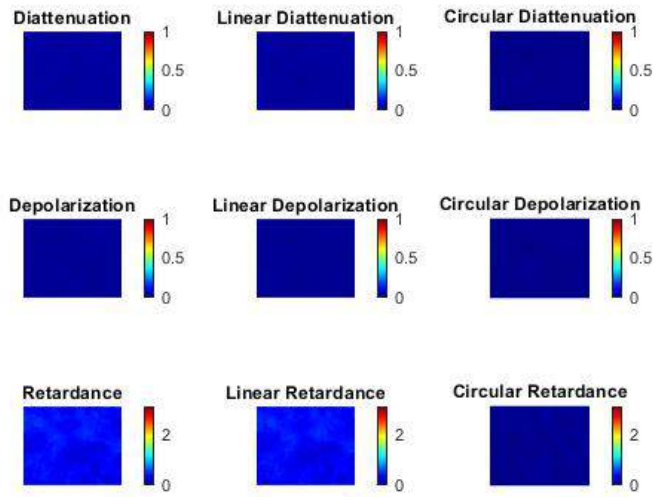 Diattenuation
1
0.5
0
Linear Diattenuation
1
0.5
0
Circular Diattenuation
1
0.5
0
Depolarization
1
0.5
0
Linear Depolarization
1
0.5
0
Circular Depolarization
1
0.5
0
Retardance
2
0
Linear Retardance
2
0
Circular Retardance
2
0